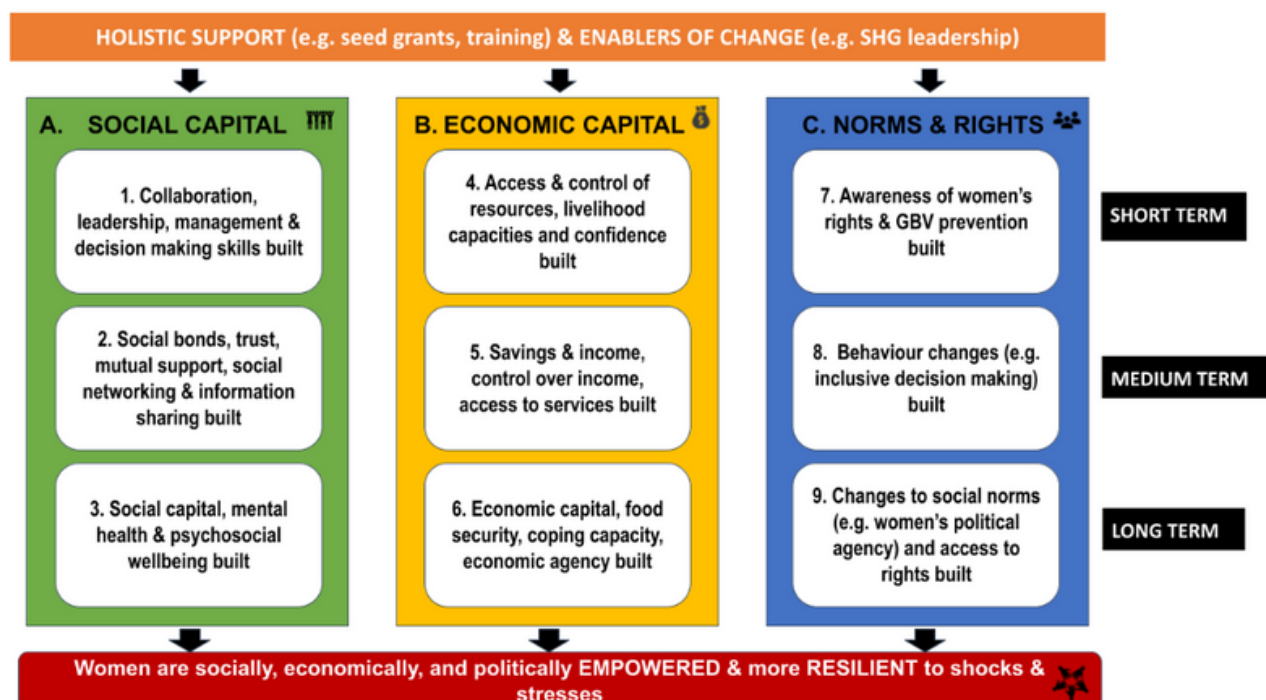 HOLISTIC SUPPORT (e.g. seed grants, training) & ENABLERS OF CHANGE (e.g. SHG leadership)
A. SOCIAL CAPITAL
1. Collaboration,
leadership, management &
decision making skills built
2. Social bonds, trust,
mutual support, social
networking & information
sharing built
3. Social capital, mental
health & psychosocial
wellbeing built
B. ECONOMIC CAPITAL
4. Access & control of
resources, livelihood
capacities and confidence
built
5. Savings & income,
control over income,
access to services built
6. Economic capital, food
security, coping capacity,
economic agency built
C. NORMS & RIGHTS
7. Awareness of women’s
rights & GBV prevention
built
8. Behaviour changes (e.g.
inclusive decision making)
built
9. Changes to social norms
(e.g. women’s political
agency) and access to
rights built
SHORT TERM
MEDIUM TERM
LONG TERM
Women are socially, economically, and politically EMPOWERED & more RESILIENT to shocks &
stresses